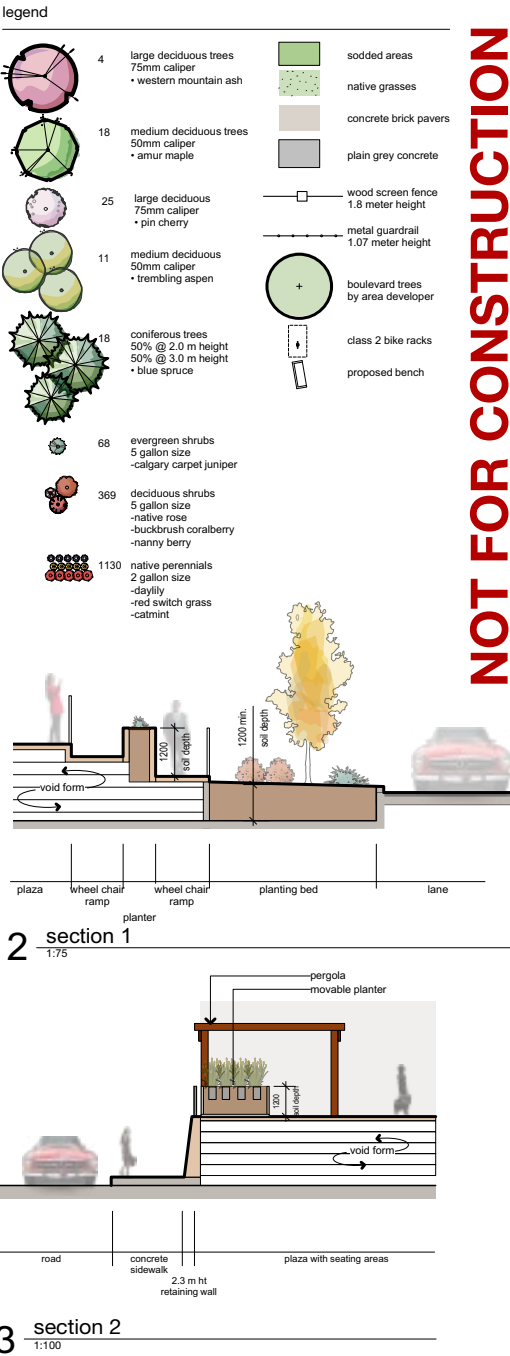 legend
4
large deciduous trees
75mm caliper
• western mountain ash
18
medium deciduous trees
50mm caliper
• amur maple
25
large deciduous
75mm caliper
• pin cherry
11
medium deciduous
50mm caliper
• trembling aspen
18
coniferous trees
50% @ 2.0 m height
50% @ 3.0 m height
• blue spruce
68
evergreen shrubs
5 gallon size
-calgary carpet juniper
369
deciduous shrubs
5 gallon size
-native rose
-buckbrush coralberry
-nanny berry
1130
native perennials
2 gallon size
-daylily
-red switch grass
-catmint
sodded areas
native grasses
concrete brick pavers
plain grey concrete
wood screen fence
1.8 meter height
metal guardrail
1.07 meter height
boulevard trees
by area developer
class 2 bike racks
proposed bench
NOT FOR CONSTRUCTION
1200
soil depth
1200 min.
soil depth
void form
plaza
wheel chair
ramp
planter
wheel chair
ramp
planting bed
lane
2 section 1
1:75
pergola
movable planter
1200
soil depth
void form
road
concrete
sidewalk
2.3 m ht
retaining wall
plaza with seating areas
3 section 2
1:100